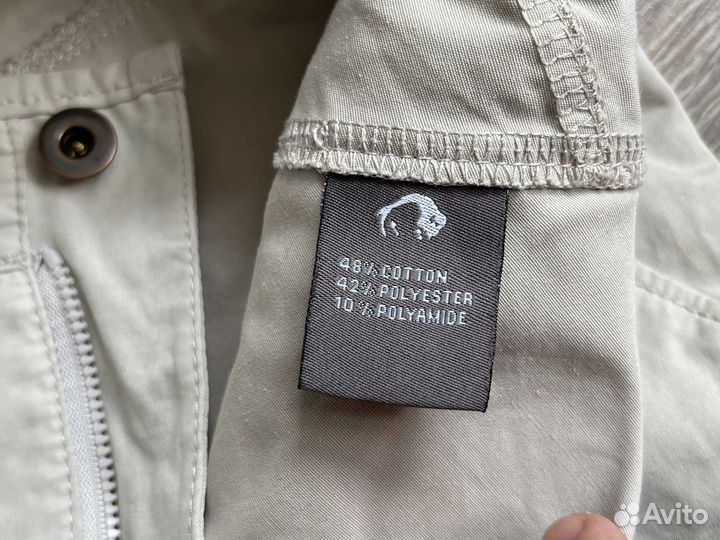 48% COTTON
42% POLYESTER
10% POLYAMIDE
Avito